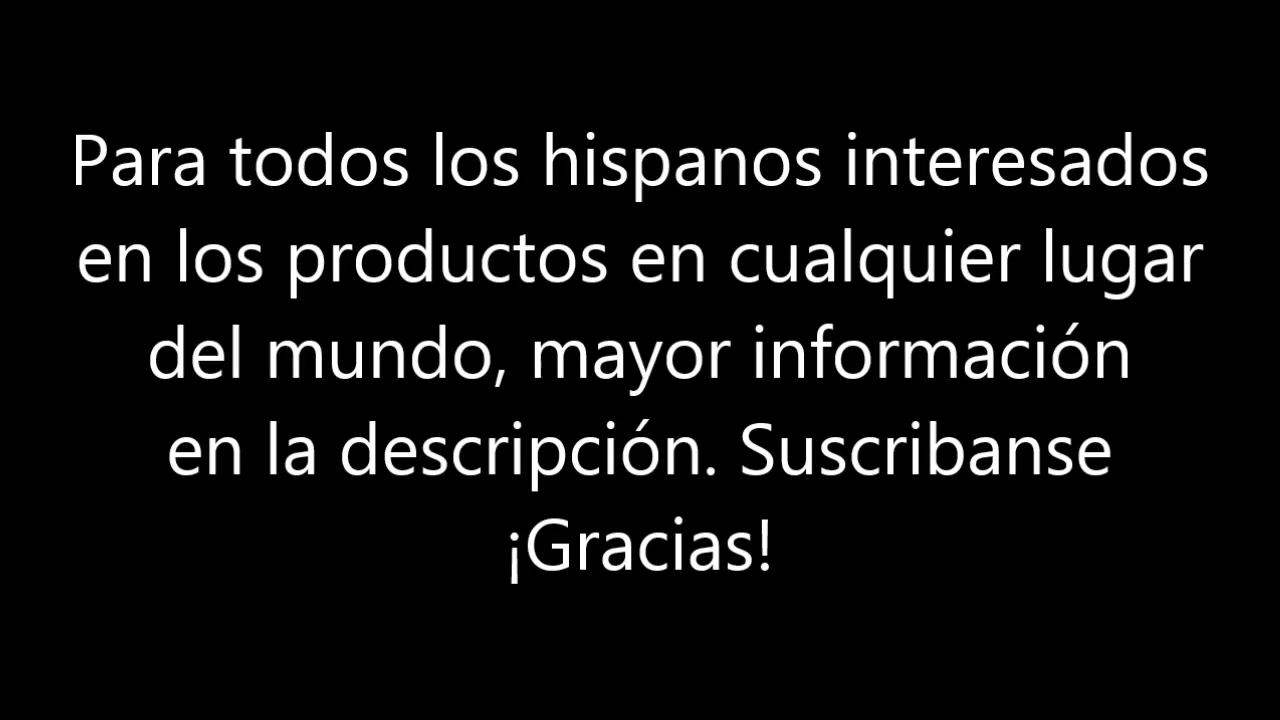 Para todos los hispanos interesados
en los productos en cualquier lugar
del mundo, mayor información
en la descripción. Suscribanse
¡Gracias!